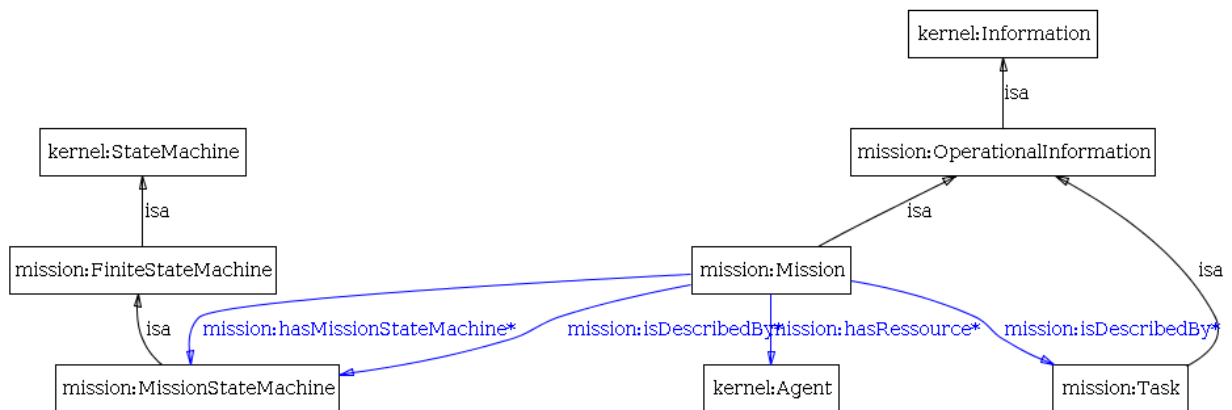 kernel:Information
isa
kernel:StateMachine
mission:OperationalInformation
isa
isa
mission:FiniteStateMachine
mission:Mission
isa
isa
mission:hasMissionStateMachine*
mission:isDescribedBy*
mission:hasRessource*
mission:isDescribedBy*
mission:MissionStateMachine
kernel:Agent
mission:Task